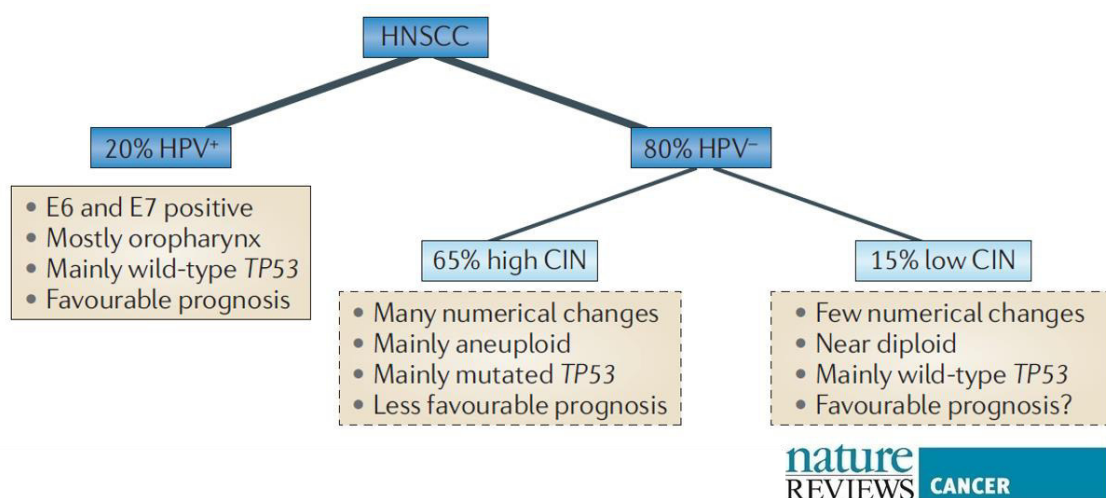 HNSCC
20% HPV⁺
80% HPV⁻
• E6 and E7 positive
• Mostly oropharynx
• Mainly wild-type TP53
• Favourable prognosis
65% high CIN
15% low CIN
• Many numerical changes
• Mainly aneuploid
• Mainly mutated TP53
• Less favourable prognosis
• Few numerical changes
• Near diploid
• Mainly wild-type TP53
• Favourable prognosis?
nature
REVIEWS CANCER